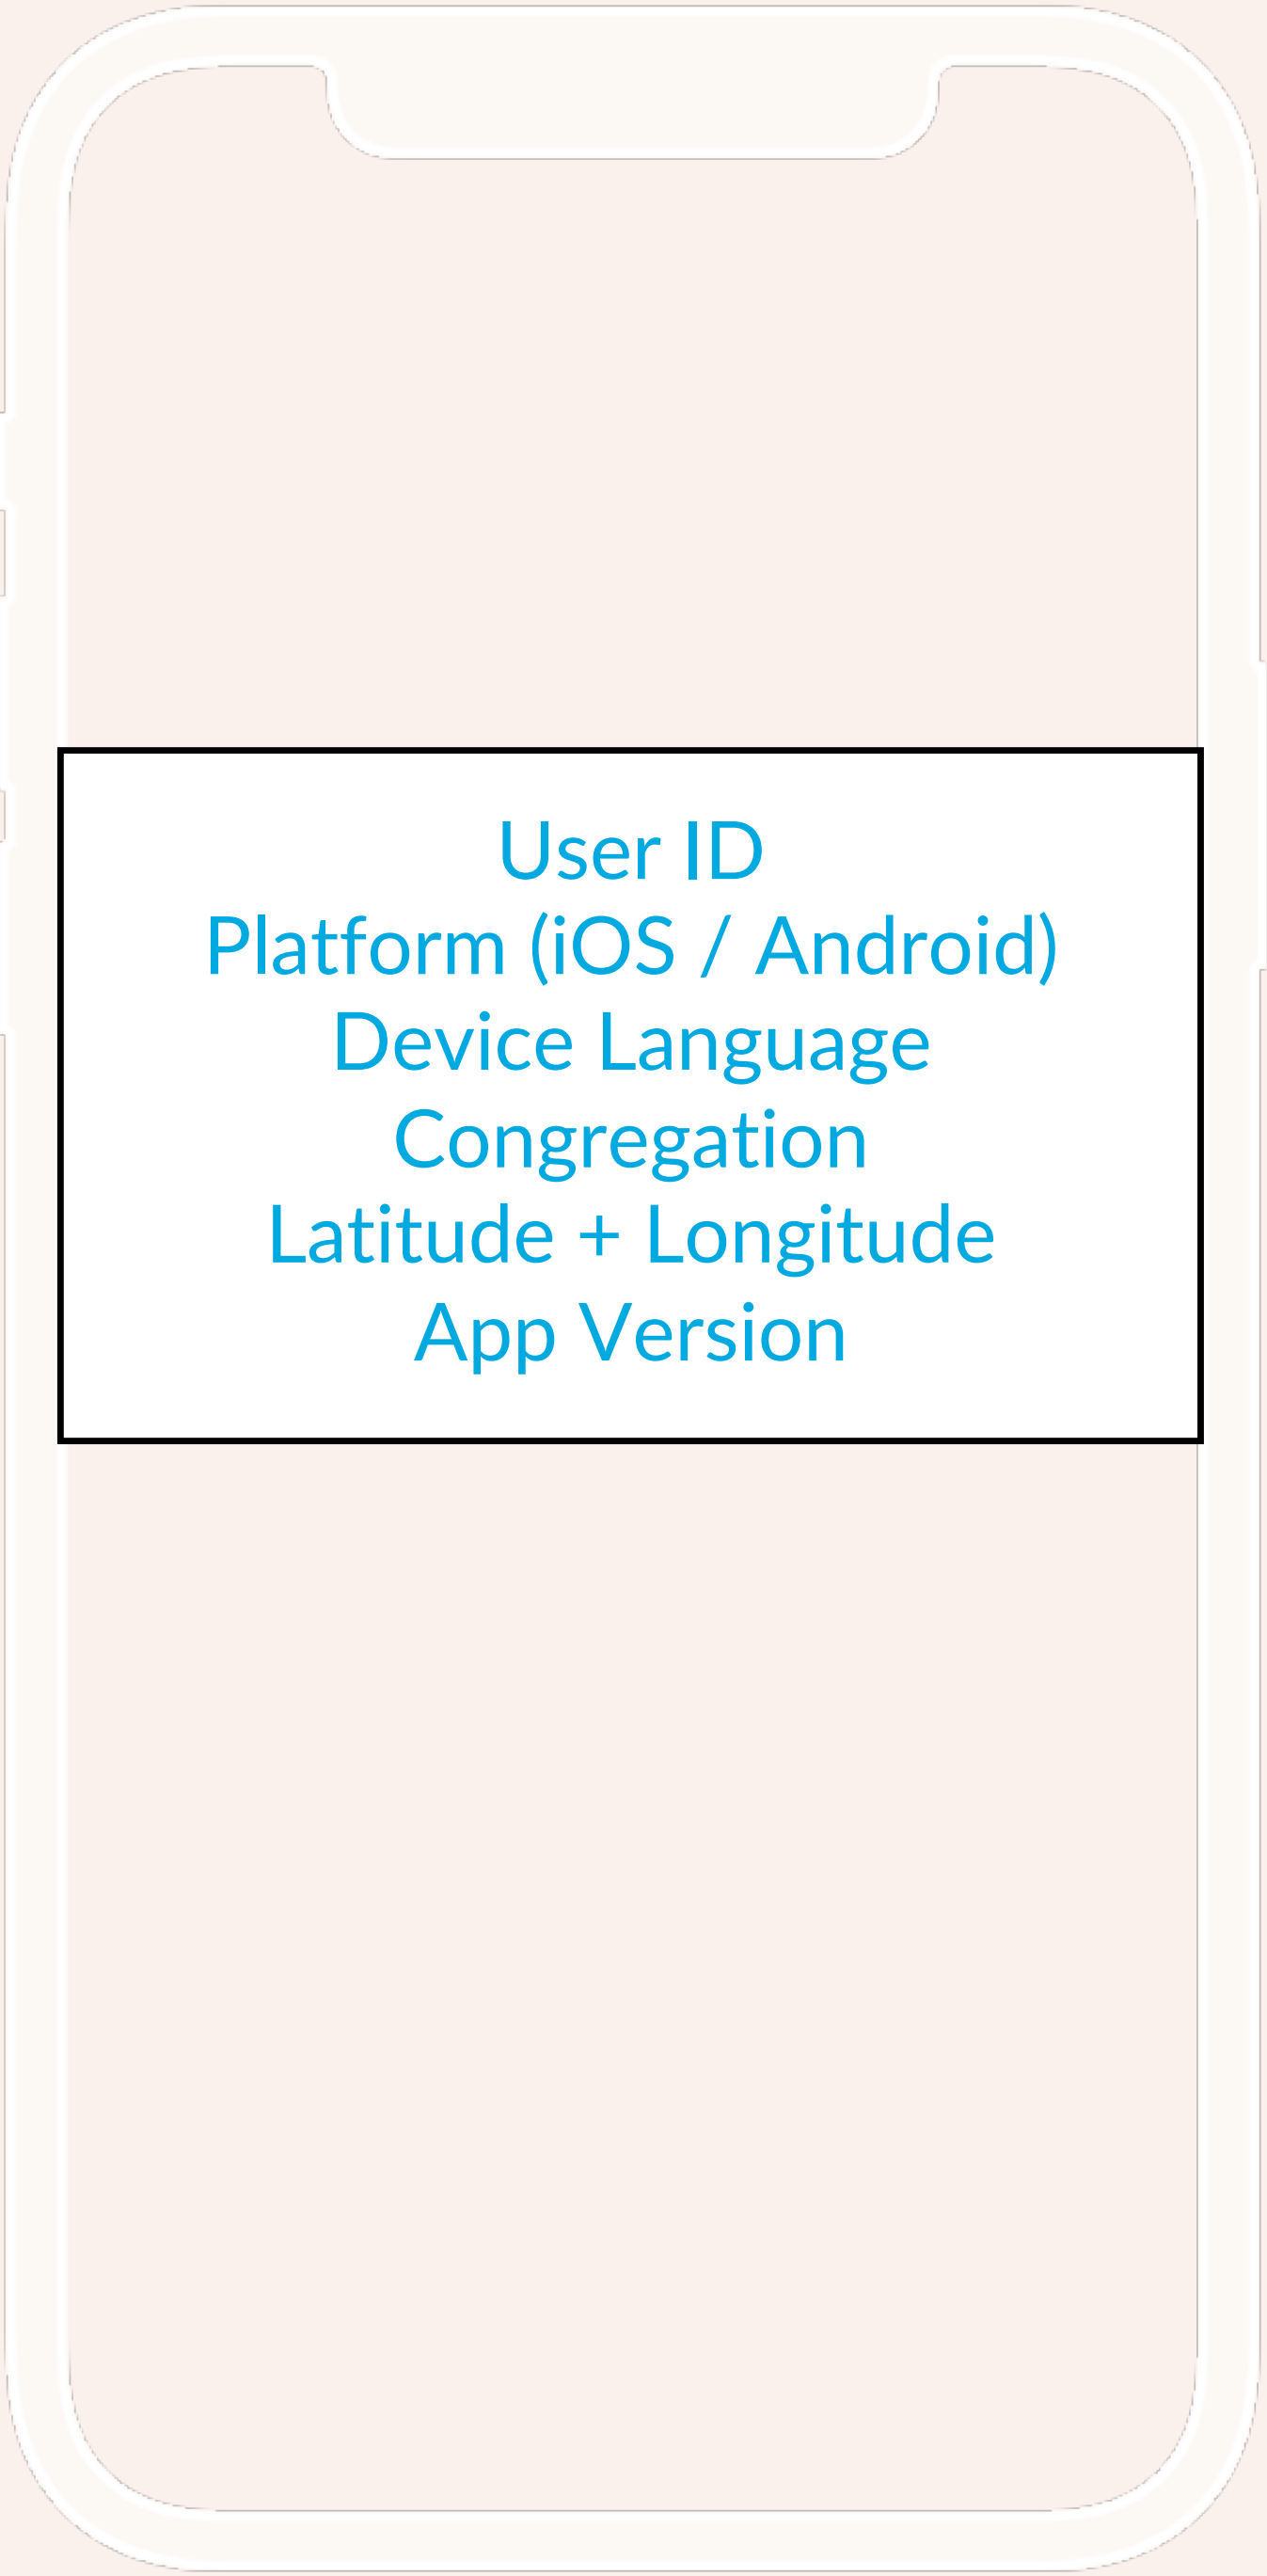 User ID
Platform (iOS / Android)
Device Language
Congregation
Latitude + Longitude
App Version